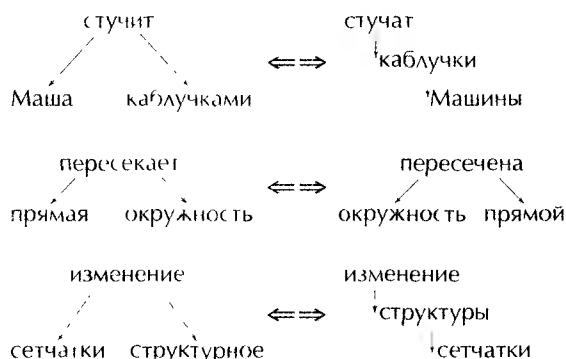 стучит стучат
каблучки
Маша каблучками Машины
пересекает пересечена
прямая окружность окружность прямой
изменение изменение
структуры
сетчатки структурное сетчатки